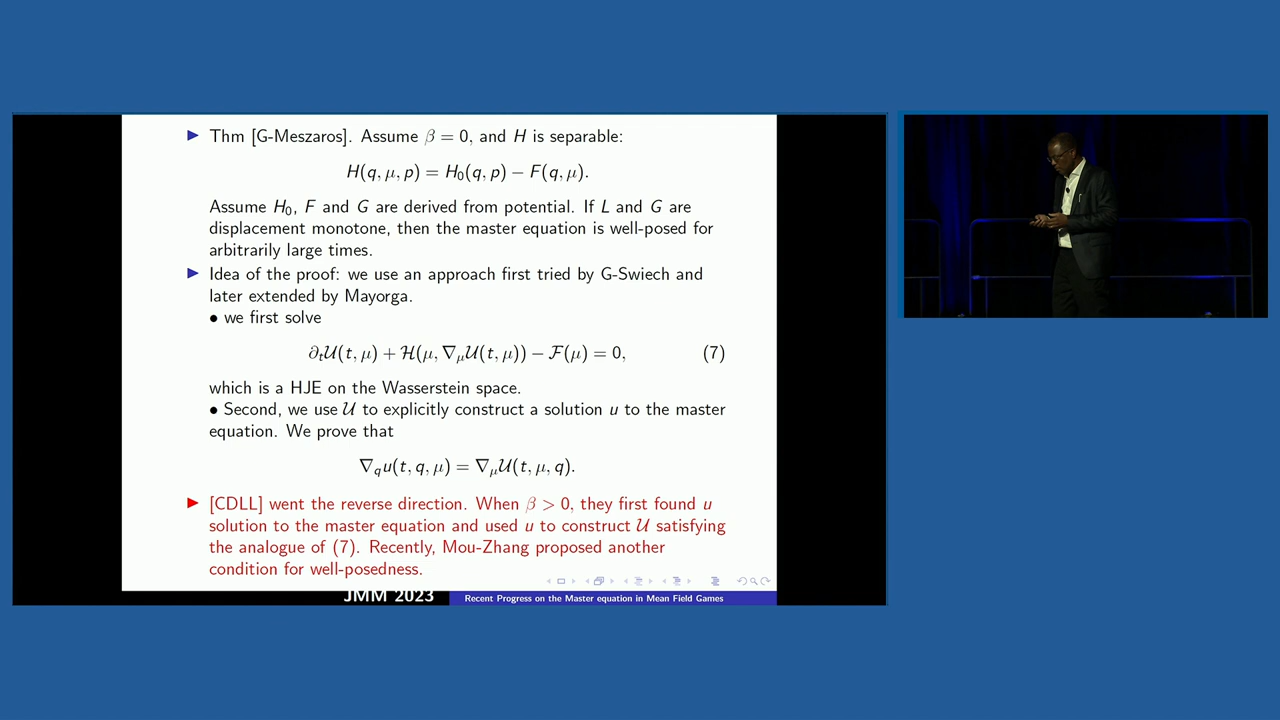 Thm [G-Meszaros]. Assume β = 0, and H is separable:
H(q, μ, p) = H₀(q, p) − F(q, μ).
Assume H₀, F and G are derived from potential. If L and G are
displacement monotone, then the master equation is well-posed for
arbitrarily large times.
Idea of the proof: we use an approach first tried by G-Swiech and
later extended by Mayorga.
• we first solve
∂ₜ𝒰(t, μ) + ℋ(μ, ∇_μ𝒰(t, μ)) − ℱ(μ) = 0, (7)
which is a HJE on the Wasserstein space.
• Second, we use 𝒰 to explicitly construct a solution u to the master
equation. We prove that
∇_q u(t, q, μ) = ∇_μ𝒰(t, μ, q).
[CDLL] went the reverse direction. When β > 0, they first found u
solution to the master equation and used u to construct 𝒰 satisfying
the analogue of (7). Recently, Mou-Zhang proposed another
condition for well-posedness.
JMM 2023 Recent Progress on the Master equation in Mean Field Games